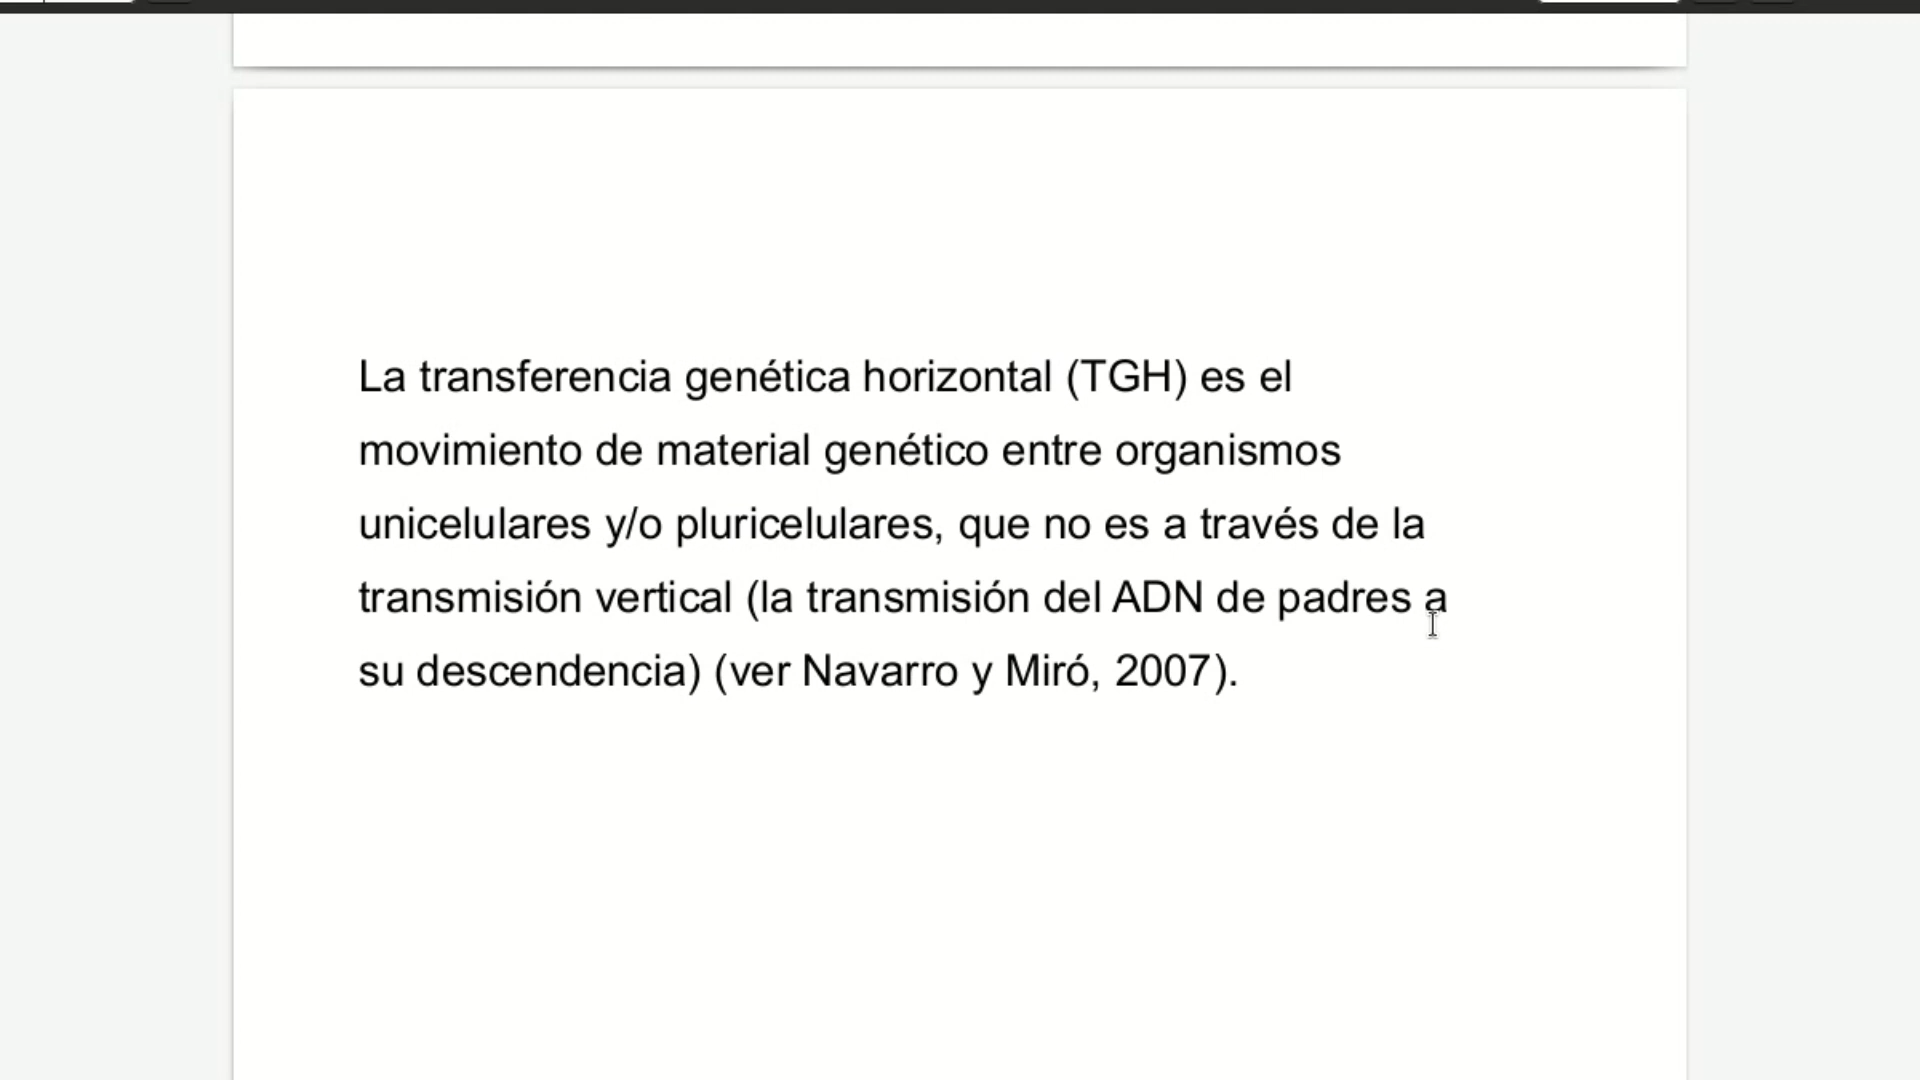 La transferencia genética horizontal (TGH) es el
movimiento de material genético entre organismos
unicelulares y/o pluricelulares, que no es a través de la
transmisión vertical (la transmisión del ADN de padres a
su descendencia) (ver Navarro y Miró, 2007).